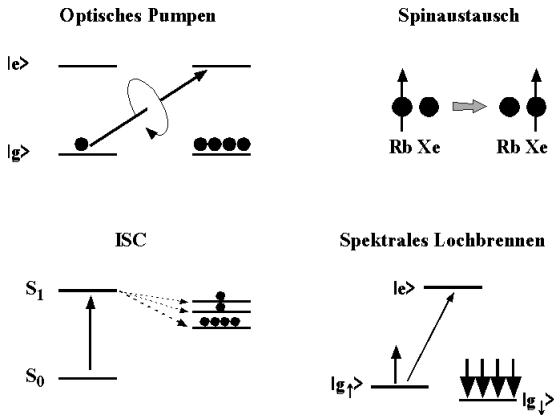 Optisches Pumpen
Spinaustausch
|e>
|g>
Rb Xe
Rb Xe
ISC
Spektrales Lochbrennen
S1
S0
|e>
|g↑>
|g↓>